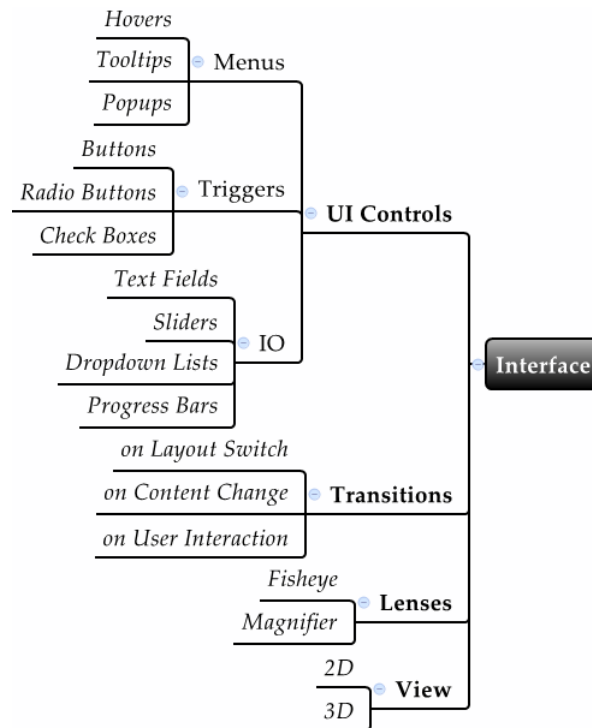 Hovers
Tooltips
Menus
Popups
Buttons
Radio Buttons
Triggers
Check Boxes
UI Controls
Text Fields
Sliders
IO
Dropdown Lists
Progress Bars
Interface
on Layout Switch
on Content Change
Transitions
on User Interaction
Fisheye
Lenses
Magnifier
2D
View
3D